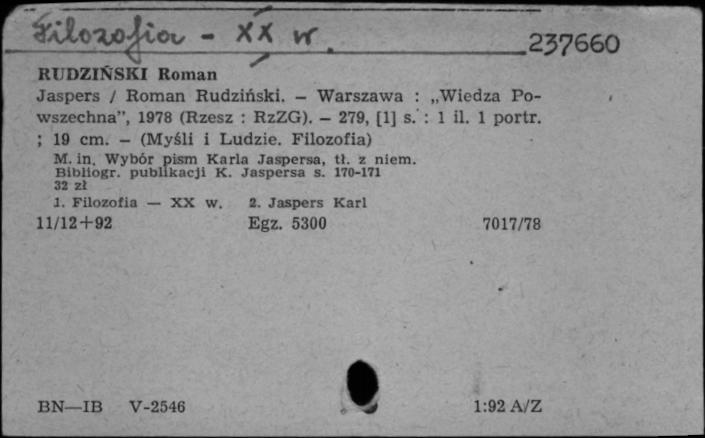 Filozofia - XX w.
237660
RUDZIŃSKI Roman
Jaspers / Roman Rudziński. — Warszawa : „Wiedza Po-
wszechna”, 1978 (Rzesz : RzZG). — 279, [1] s. : 1 il. 1 portr.
; 19 cm. — (Myśli i Ludzie. Filozofia)
M. in. Wybór pism Karla Jaspersa, tł. z niem.
Bibliogr. publikacji K. Jaspersa s. 170-171
32 zł
1. Filozofia — XX w. 2. Jaspers Karl
11/12+92 Egz. 5300 7017/78
BN—IB V-2546 1:92 A/Z